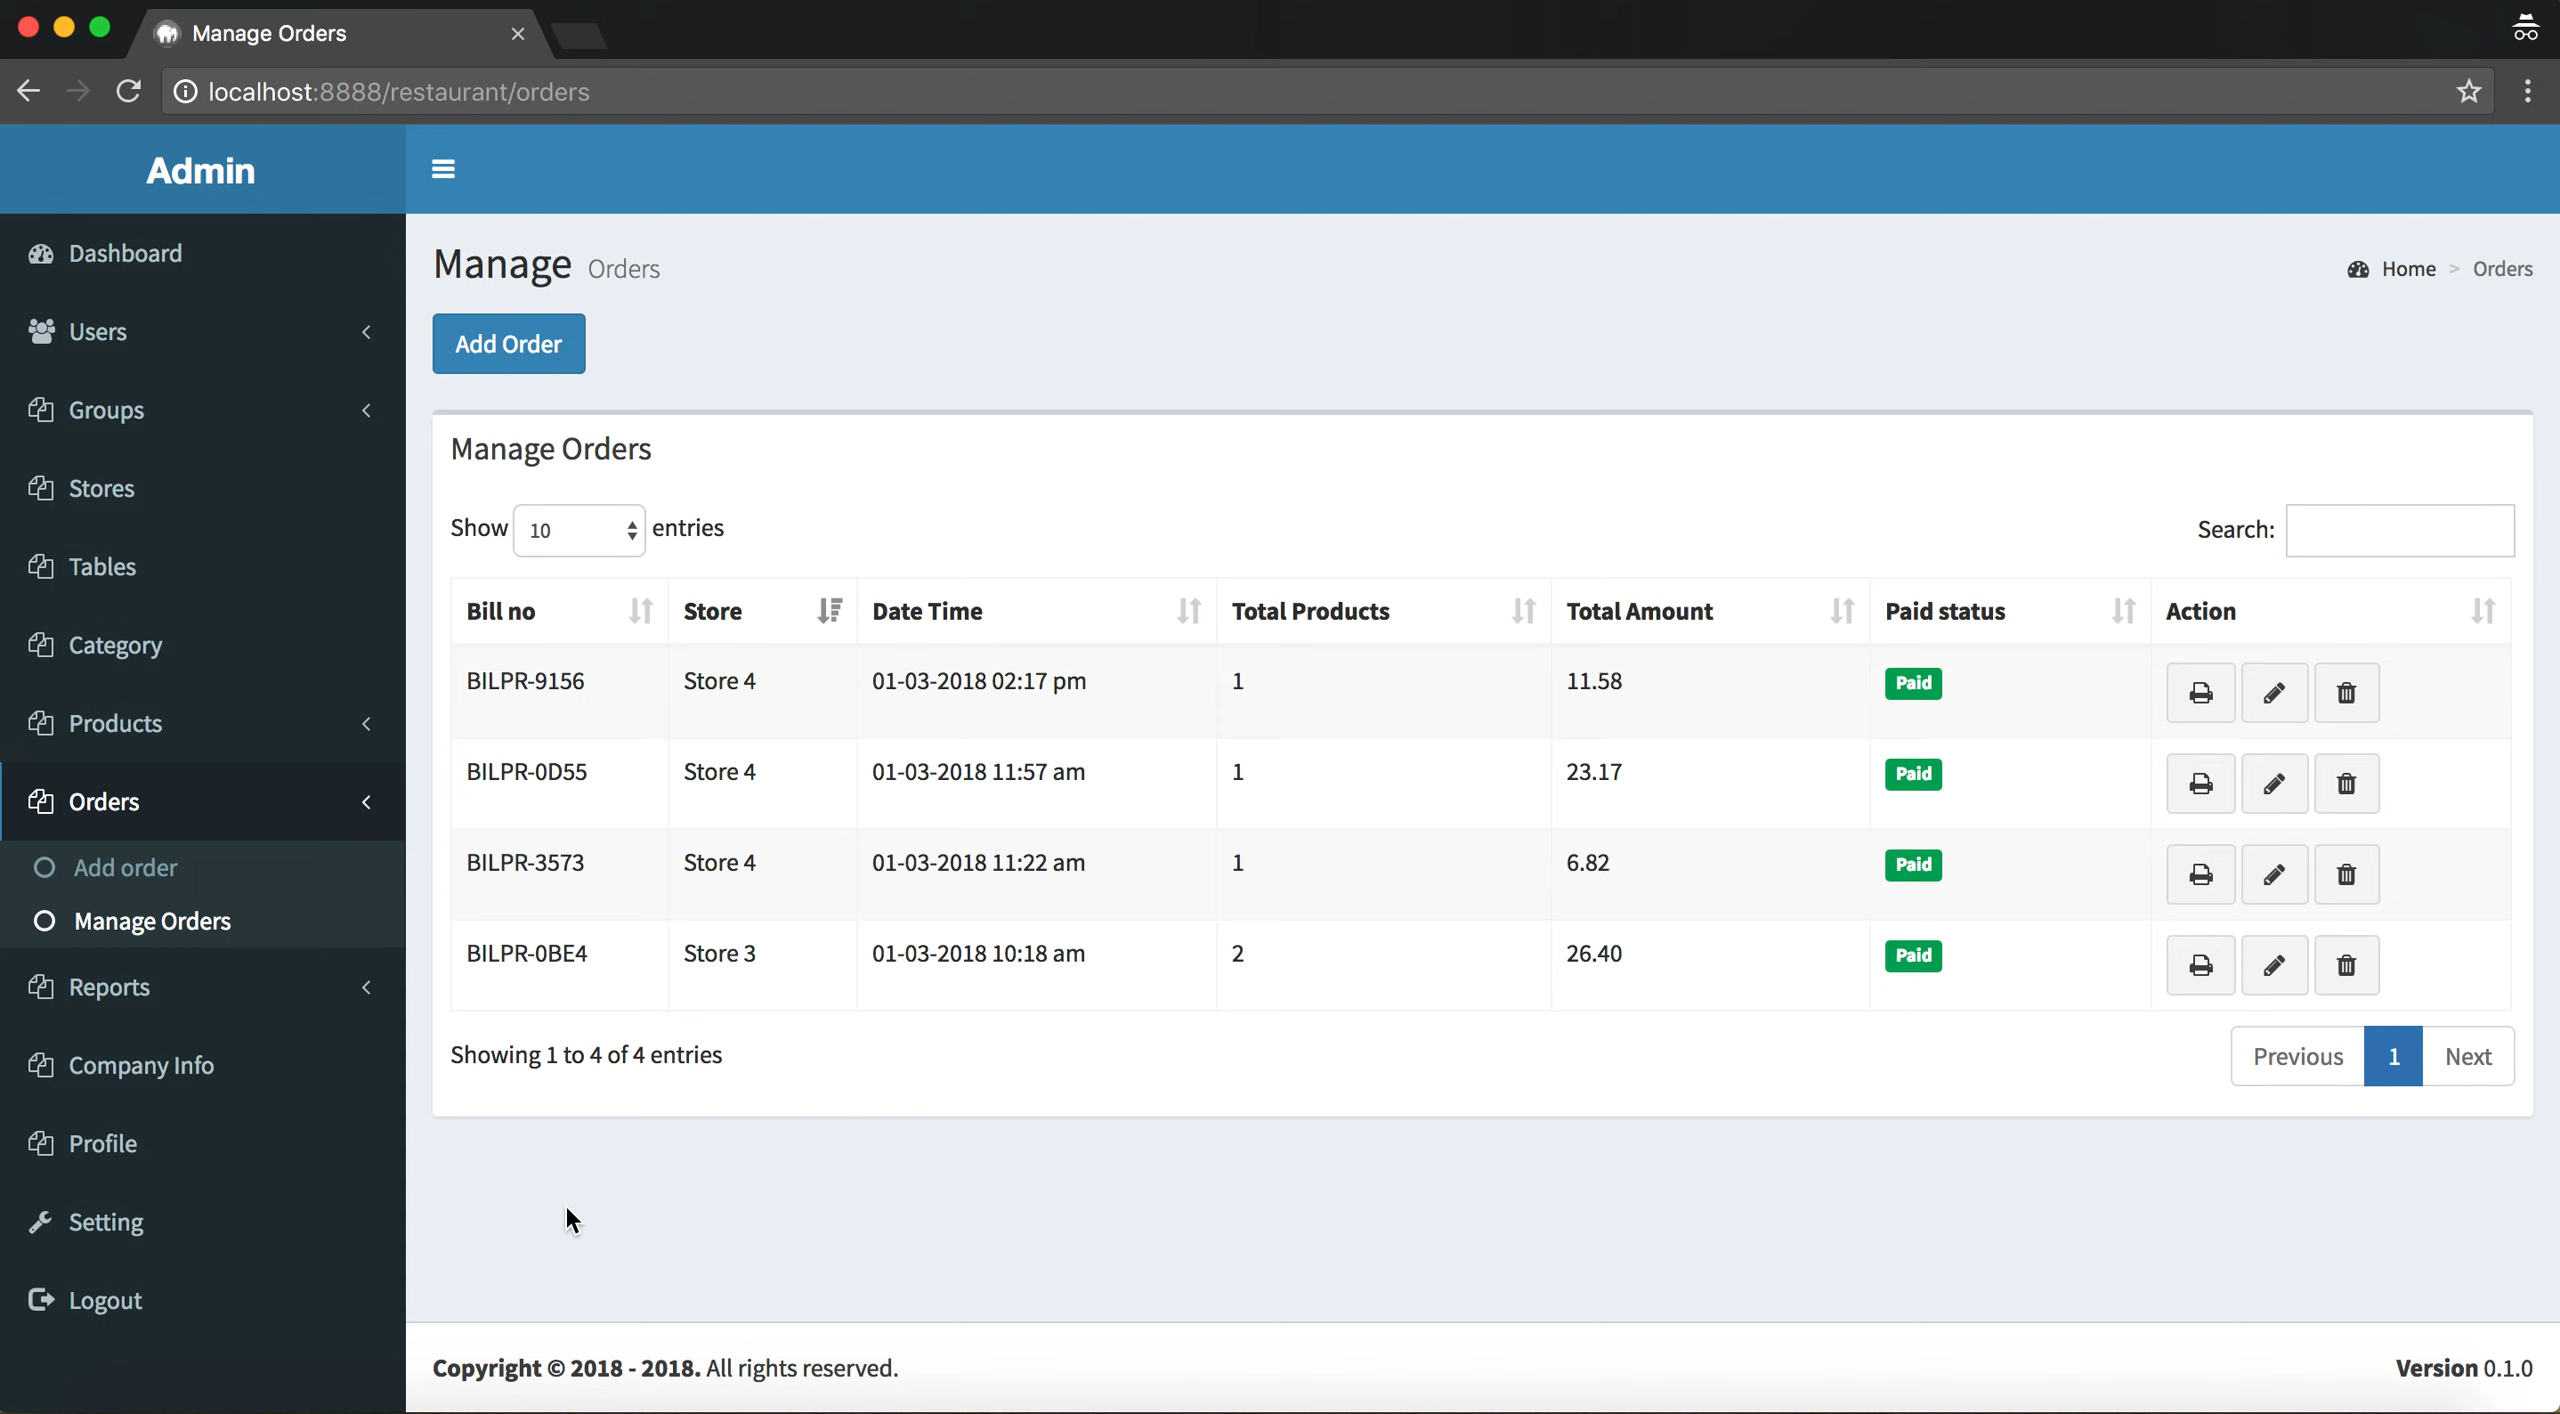 Manage Orders
localhost:8888/restaurant/orders
Admin
Dashboard
Users
Groups
Stores
Tables
Category
Products
Orders
Add order
Manage Orders
Reports
Company Info
Profile
Setting
Logout
Manage Orders
Home > Orders
Add Order
Manage Orders
Show 10 entries
Search:
Bill no Store Date Time Total Products Total Amount Paid status Action
BILPR-9156 Store 4 01-03-2018 02:17 pm 1 11.58 Paid
BILPR-0D55 Store 4 01-03-2018 11:57 am 1 23.17 Paid
BILPR-3573 Store 4 01-03-2018 11:22 am 1 6.82 Paid
BILPR-0BE4 Store 3 01-03-2018 10:18 am 2 26.40 Paid
Showing 1 to 4 of 4 entries
Previous 1 Next
Copyright © 2018 - 2018. All rights reserved.
Version 0.1.0